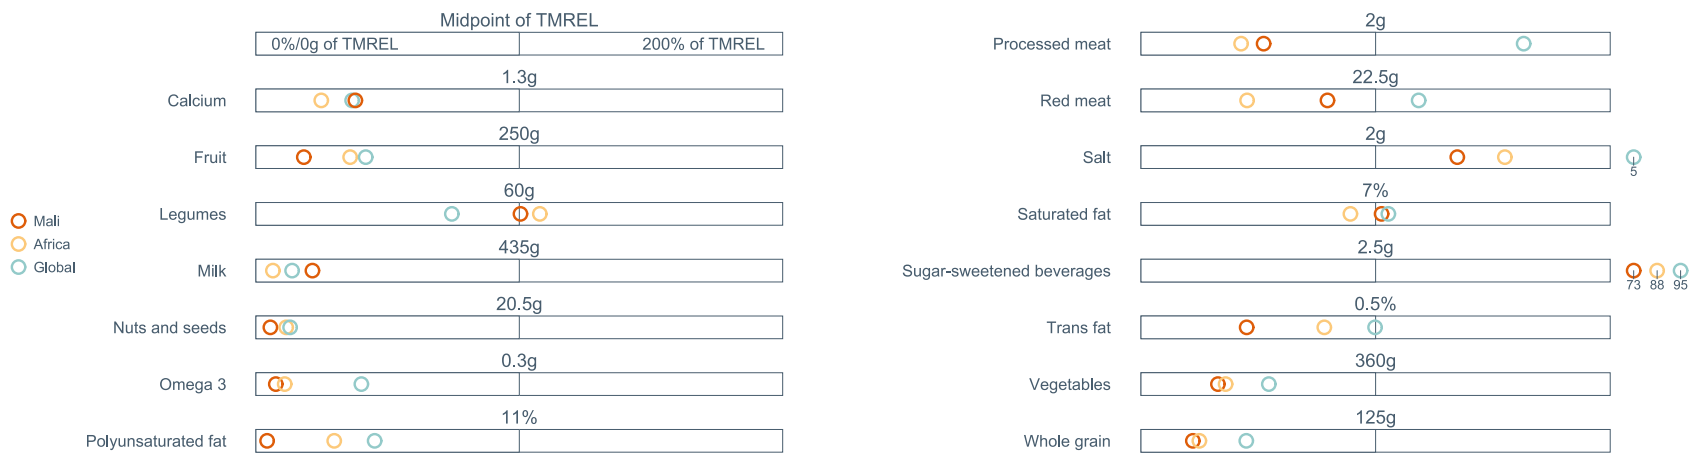 Midpoint of TMREL
0%/0g of TMREL 200% of TMREL
1.3g
Calcium
250g
Fruit
60g
Legumes
435g
Milk
20.5g
Nuts and seeds
0.3g
Omega 3
11%
Polyunsaturated fat
Mali
Africa
Global
2g
Processed meat
22.5g
Red meat
2g
Salt
5
7%
Saturated fat
2.5g
Sugar-sweetened beverages
73 88 95
0.5%
Trans fat
360g
Vegetables
125g
Whole grain